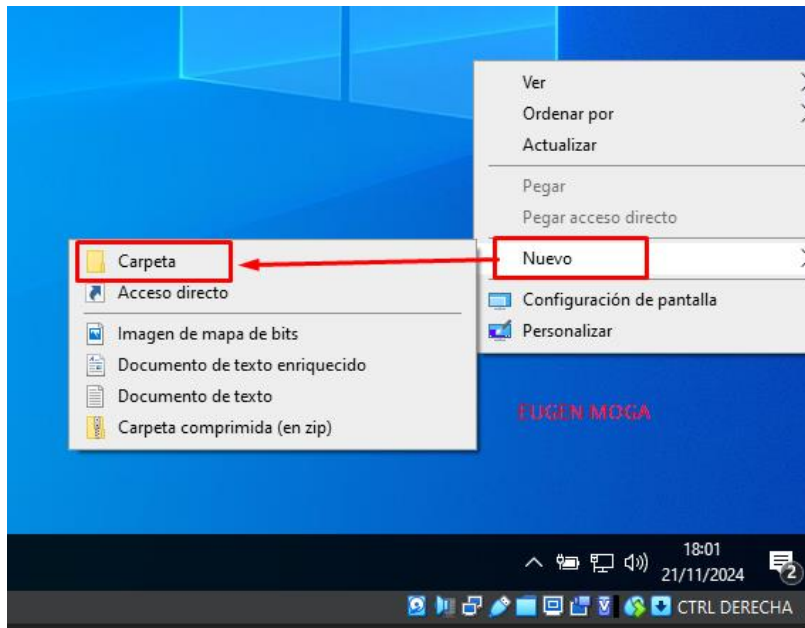 Ver
Ordenar por
Actualizar
Pegar
Pegar acceso directo
Nuevo
Configuración de pantalla
Personalizar
Carpeta
Acceso directo
Imagen de mapa de bits
Documento de texto enriquecido
Documento de texto
Carpeta comprimida (en zip)
EUGEN MOGA
18:01
21/11/2024
2
CTRL DERECHA